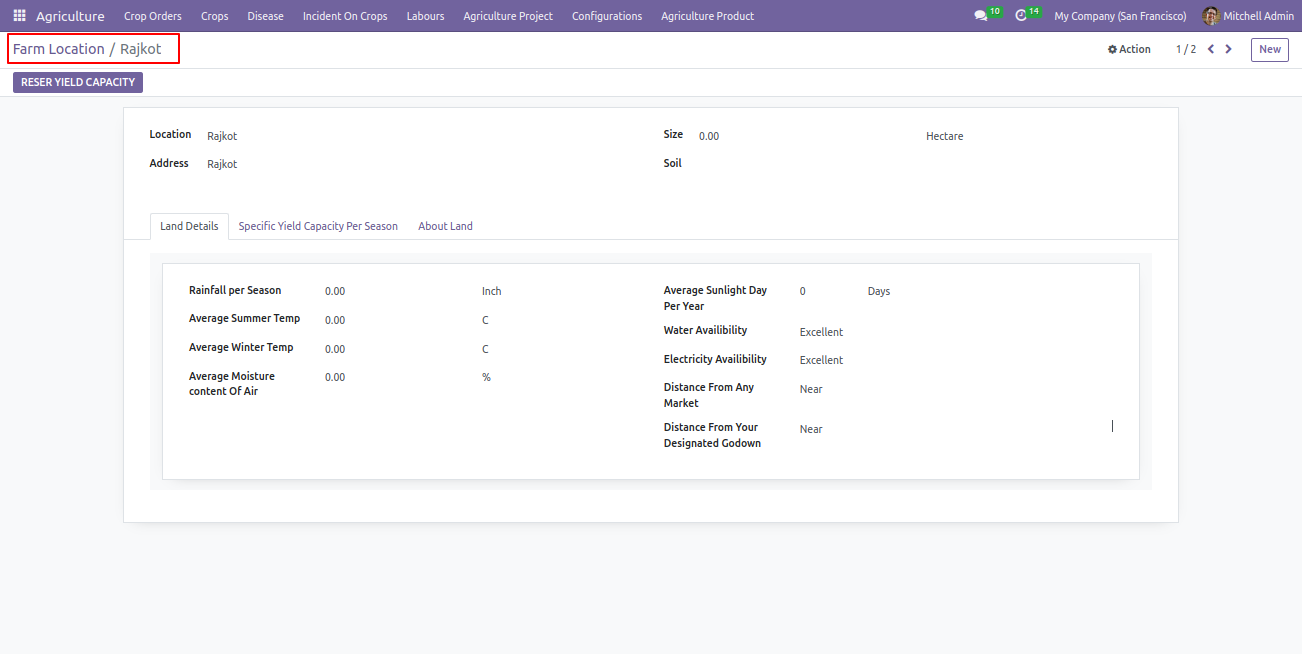 Agriculture Crop Orders Crops Disease Incident On Crops Labours Agriculture Project Configurations Agriculture Product 10 14 My Company (San Francisco) Mitchell Admin
Farm Location / Rajkot Action 1 / 2 New
RESER YIELD CAPACITY
Location Rajkot Size 0.00 Hectare
Address Rajkot Soil
Land Details Specific Yield Capacity Per Season About Land
Rainfall per Season 0.00 Inch
Average Summer Temp 0.00 C
Average Winter Temp 0.00 C
Average Moisture
content Of Air 0.00 %
Average Sunlight Day
Per Year 0 Days
Water Availibility Excellent
Electricity Availibility Excellent
Distance From Any
Market Near
Distance From Your
Designated Godown Near